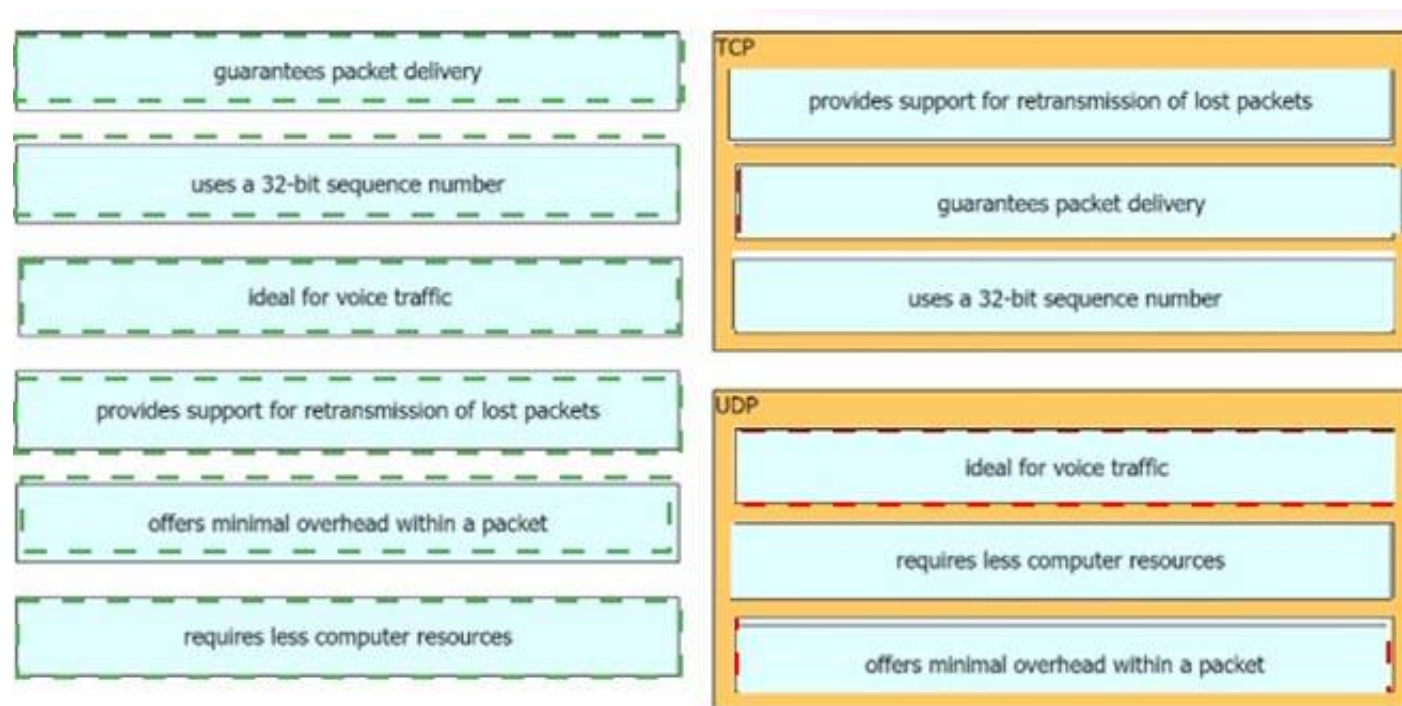 guarantees packet delivery
uses a 32-bit sequence number
ideal for voice traffic
provides support for retransmission of lost packets
offers minimal overhead within a packet
requires less computer resources
TCP
provides support for retransmission of lost packets
guarantees packet delivery
uses a 32-bit sequence number
UDP
ideal for voice traffic
requires less computer resources
offers minimal overhead within a packet